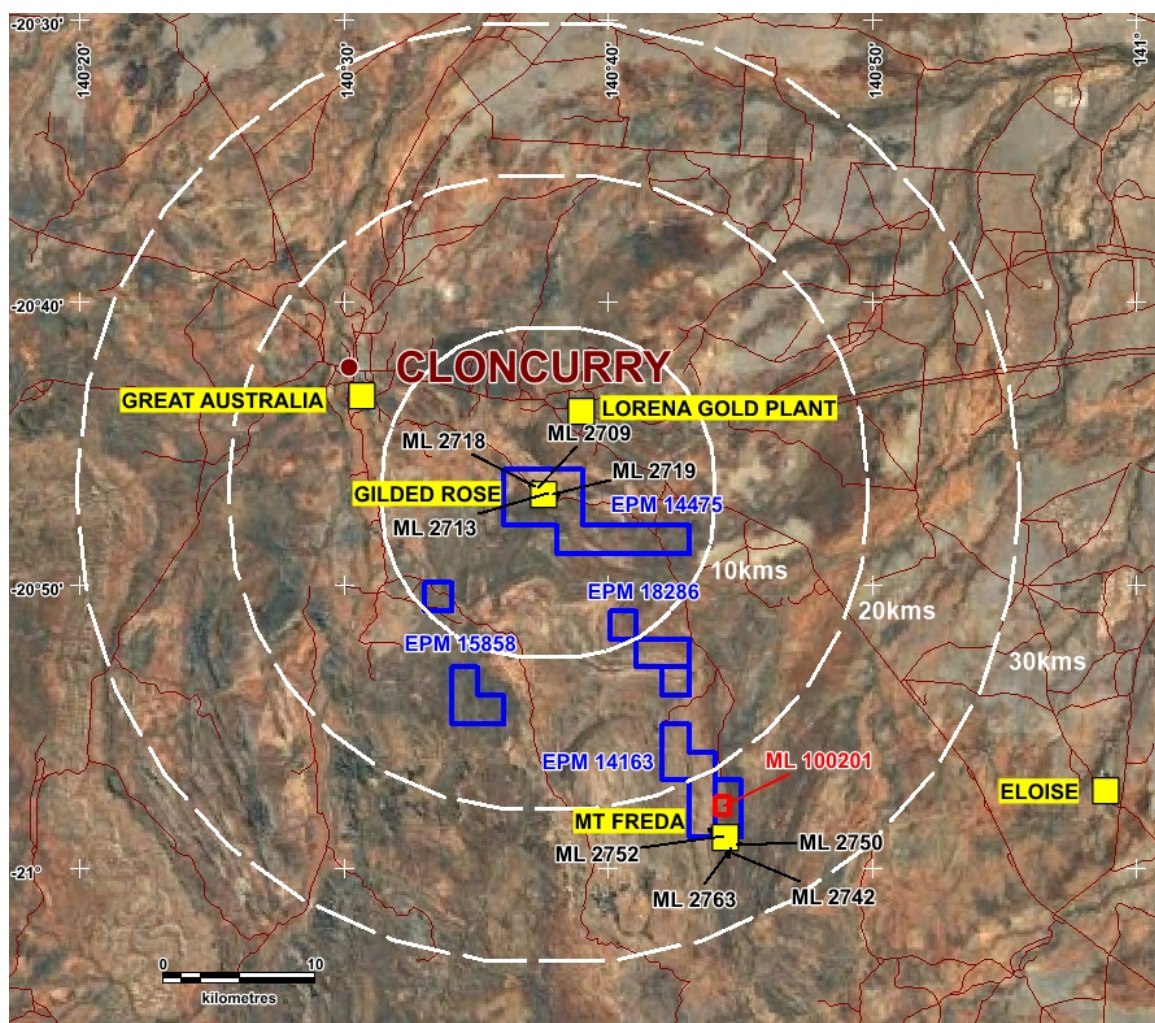 -20°30'
140°20'
140°30'
140°40'
140°50'
141°
-20°40'
CLONCURRY
GREAT AUSTRALIA
LORENA GOLD PLANT
ML 2718
ML 2709
ML 2719
GILDED ROSE
EPM 14475
ML 2713
10kms
-20°50'
EPM 18286
20kms
EPM 15858
30kms
EPM 14163
ML 100201
ELOISE
MT FREDA
ML 2752
ML 2750
-21°
ML 2763
ML 2742
0 10
kilometres